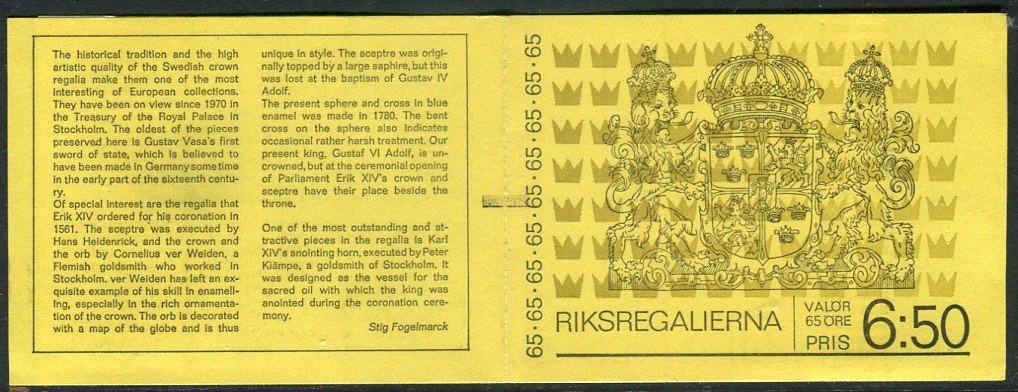 The historical tradition and the high
artistic quality of the Swedish crown
regalia make them one of the most
interesting of European collections.
They have been on view since 1970 in
the Treasury of the Royal Palace in
Stockholm. The oldest of the pieces
preserved here is Gustav Vasa's first
sword of state, which is believed to
have been made in Germany sometime
in the early part of the sixteenth centu-
ry.
Of special interest are the regalia that
Erik XIV ordered for his coronation in
1561. The sceptre was executed by
Hans Heidenrick, and the crown and
the orb by Cornelius ver Weiden, a
Flemish goldsmith who worked in
Stockholm. ver Weiden has left an ex-
quisite example of his skill in enamell-
ing, especially in the rich ornamenta-
tion of the crown. The orb is decorated
with a map of the globe and is thus
unique in style. The sceptre was origi-
nally topped by a large saphire, but this
was lost at the baptism of Gustav IV
Adolf.
The present sphere and cross in blue
enamel was made in 1780. The bent
cross on the sphere also indicates
occasional rather harsh treatment. Our
present king, Gustaf VI Adolf, is un-
crowned, but at the ceremonial opening
of Parliament Erik XIV's crown and
sceptre have their place beside the
throne.
One of the most outstanding and at-
tractive pieces in the regalia is Karl
XIV's anointing horn, executed by Peter
Kiämpe, a goldsmith of Stockholm. It
was designed as the vessel for the
sacred oil with which the king was
anointed during the coronation cere-
mony.
Stig Fogelmarck
65·65·65·65·65·65·65·65·65·65
RIKSREGALIERNA
VALÖR
65 ÖRE
PRIS
6:50